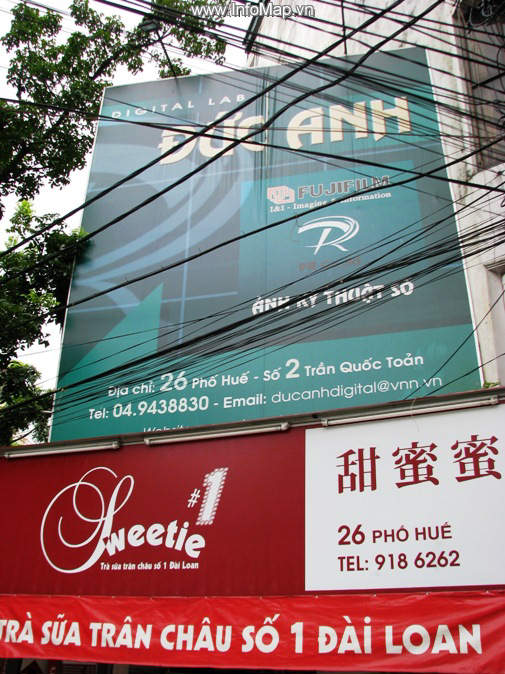 www.InfoMap.vn
DIGITAL LAB
ĐỨC ANH
FUJIFILM
I&I - Imaging & Information
ẢNH KỸ THUẬT SỐ
Địa chỉ: 26 Phố Huế - Số 2 Trần Quốc Toản
Tel: 04.9438830 - Email: ducanhdigital@vnn.vn
Sweetie #1
Trà sữa trân châu số 1 Đài Loan
甜蜜蜜
26 PHỐ HUẾ
TEL: 918 6262
TRÀ SỮA TRÂN CHÂU SỐ 1 ĐÀI LOAN